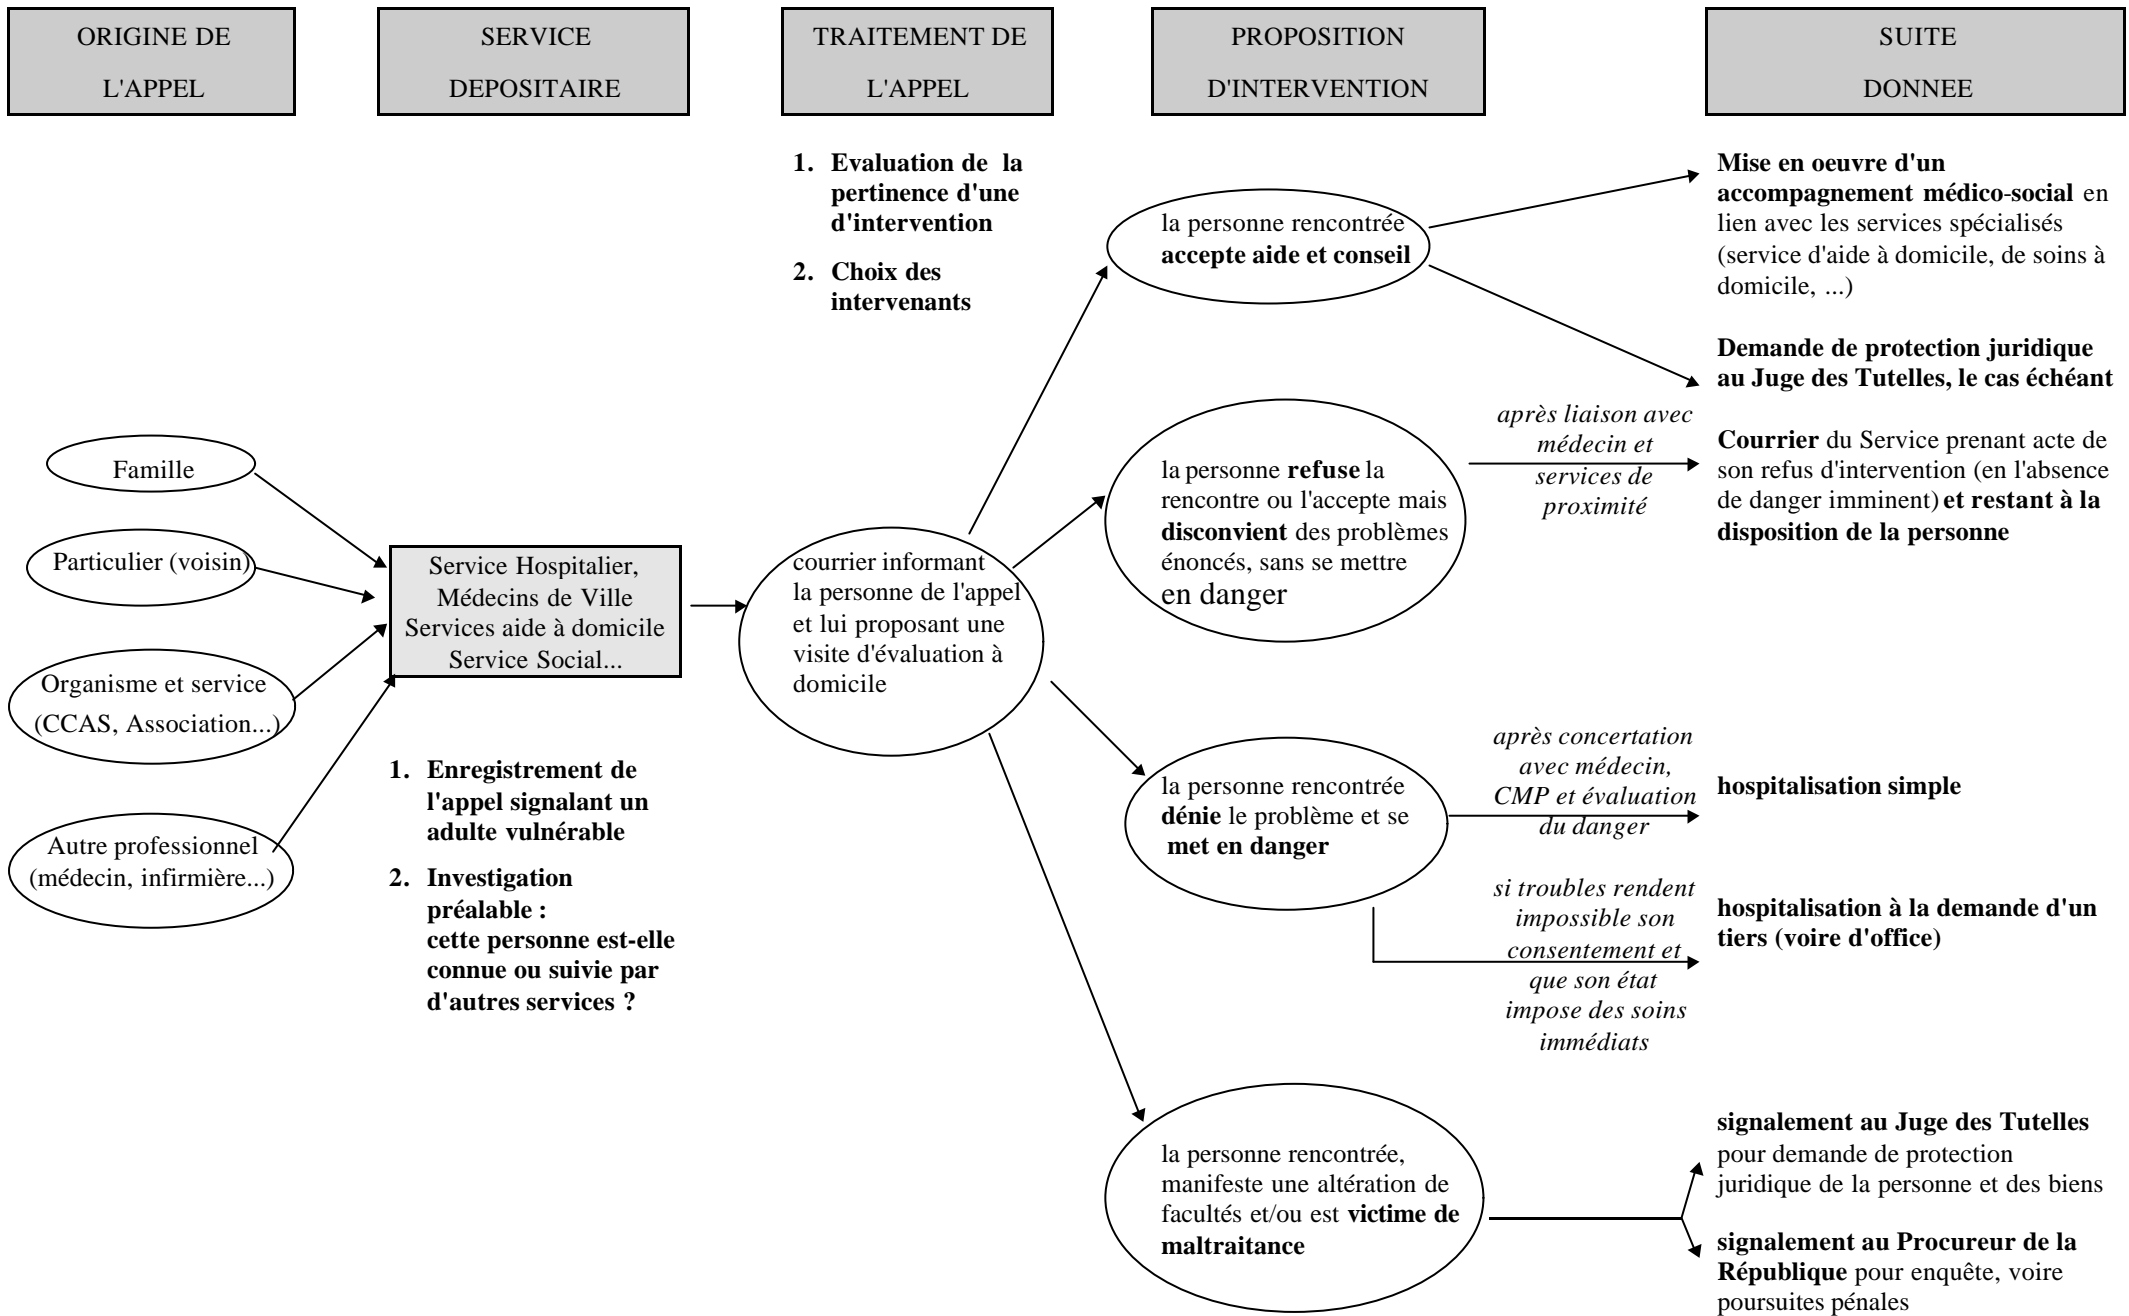 ORIGINE DE
L'APPEL
SERVICE
DEPOSITAIRE
TRAITEMENT DE
L'APPEL
PROPOSITION
D'INTERVENTION
SUITE
DONNEE
Famille
Particulier (voisin)
Organisme et service
(CCAS, Association...)
Autre professionnel
(médecin, infirmière...)
Service Hospitalier,
Médecins de Ville
Services aide à domicile
Service Social...
1. Enregistrement de
l'appel signalant un
adulte vulnérable
2. Investigation
préalable :
cette personne est-elle
connue ou suivie par
d'autres services ?
1. Evaluation de la
pertinence d'une
d'intervention
2. Choix des
intervenants
courrier informant
la personne de l'appel
et lui proposant une
visite d'évaluation à
domicile
la personne rencontrée
accepte aide et conseil
Mise en oeuvre d'un
accompagnement médico-social en
lien avec les services spécialisés
(service d'aide à domicile, de soins à
domicile, ...)
Demande de protection juridique
au Juge des Tutelles, le cas échéant
la personne refuse la
rencontre ou l'accepte mais
disconvient des problèmes
énoncés, sans se mettre
en danger
après liaison avec
médecin et
services de
proximité
Courrier du Service prenant acte de
son refus d'intervention (en l'absence
de danger imminent) et restant à la
disposition de la personne
la personne rencontrée
dénie le problème et se
met en danger
après concertation
avec médecin,
CMP et évaluation
du danger
hospitalisation simple
si troubles rendent
impossible son
consentement et
que son état
impose des soins
immédiats
hospitalisation à la demande d'un
tiers (voire d'office)
la personne rencontrée,
manifeste une altération de
facultés et/ou est victime de
maltraitance
signalement au Juge des Tutelles
pour demande de protection
juridique de la personne et des biens
signalement au Procureur de la
République pour enquête, voire
poursuites pénales